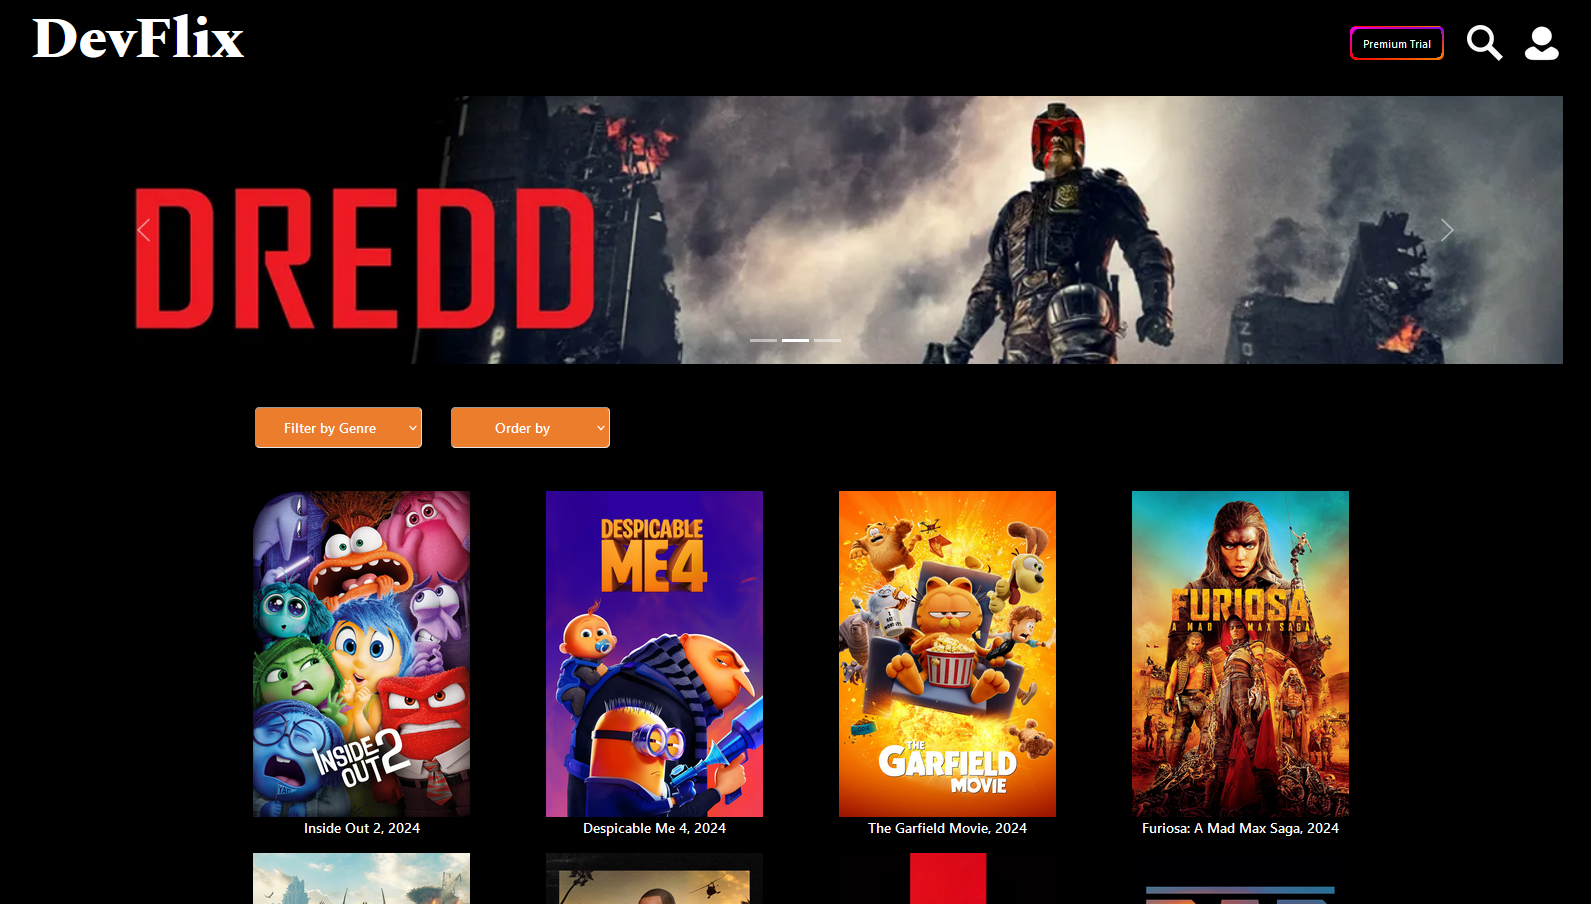 DevFlix
Premium Trial
DREDD
Filter by Genre
Order by
INSIDE
OUT 2
DESPICABLE
ME 4
THE
GARFIELD
MOVIE
FURIOSA
A MAD MAX SAGA
Inside Out 2, 2024
Despicable Me 4, 2024
The Garfield Movie, 2024
Furiosa: A Mad Max Saga, 2024